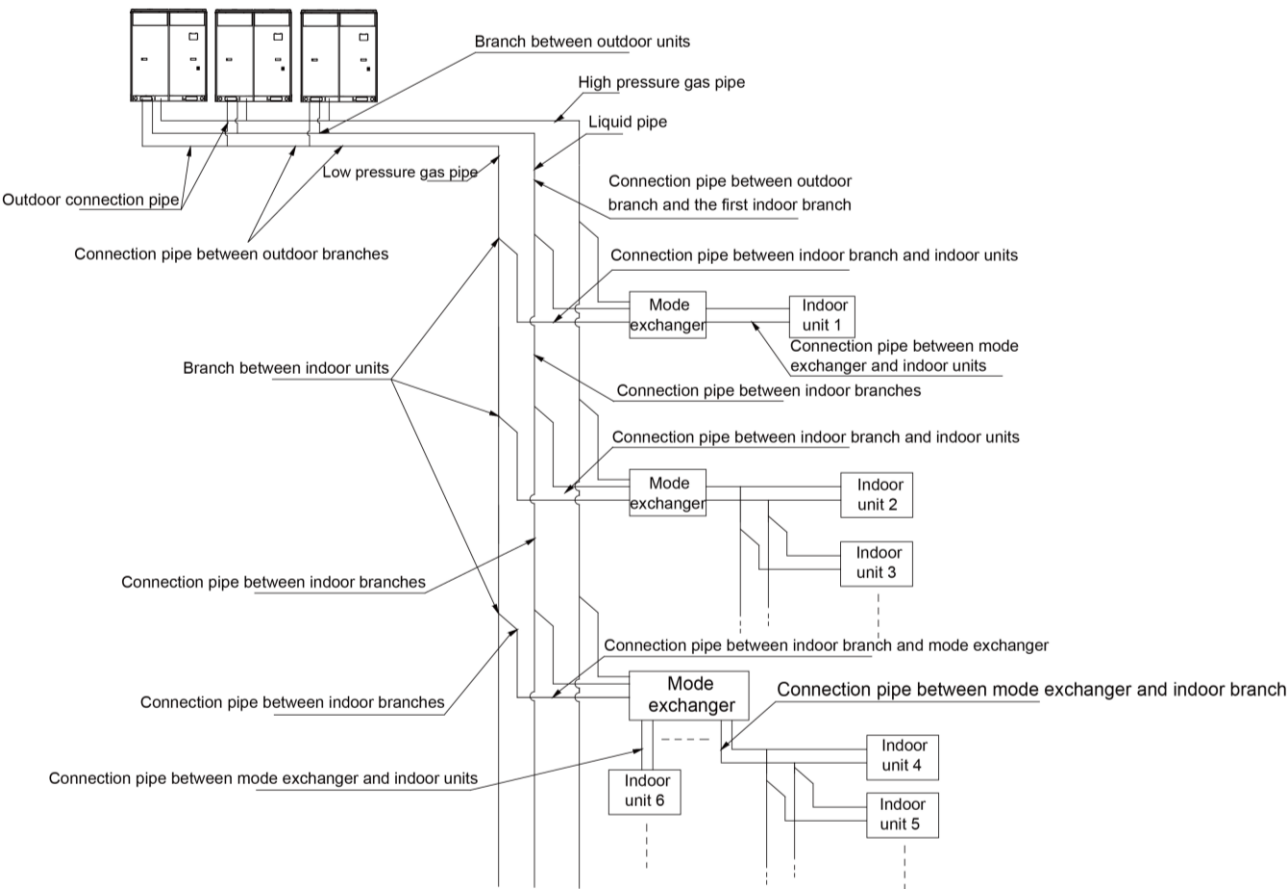 Branch between outdoor units
High pressure gas pipe
Liquid pipe
Low pressure gas pipe
Connection pipe between outdoor
branch and the first indoor branch
Outdoor connection pipe
Connection pipe between outdoor branches
Connection pipe between indoor branch and indoor units
Mode
exchanger
Indoor
unit 1
Connection pipe between mode
exchanger and indoor units
Branch between indoor units
Connection pipe between indoor branches
Connection pipe between indoor branch and indoor units
Mode
exchanger
Indoor
unit 2
Indoor
unit 3
Connection pipe between indoor branches
Connection pipe between indoor branch and mode exchanger
Mode
exchanger
Connection pipe between mode exchanger and indoor branch
Connection pipe between indoor branches
Indoor
unit 4
Connection pipe between mode exchanger and indoor units
Indoor
unit 6
Indoor
unit 5